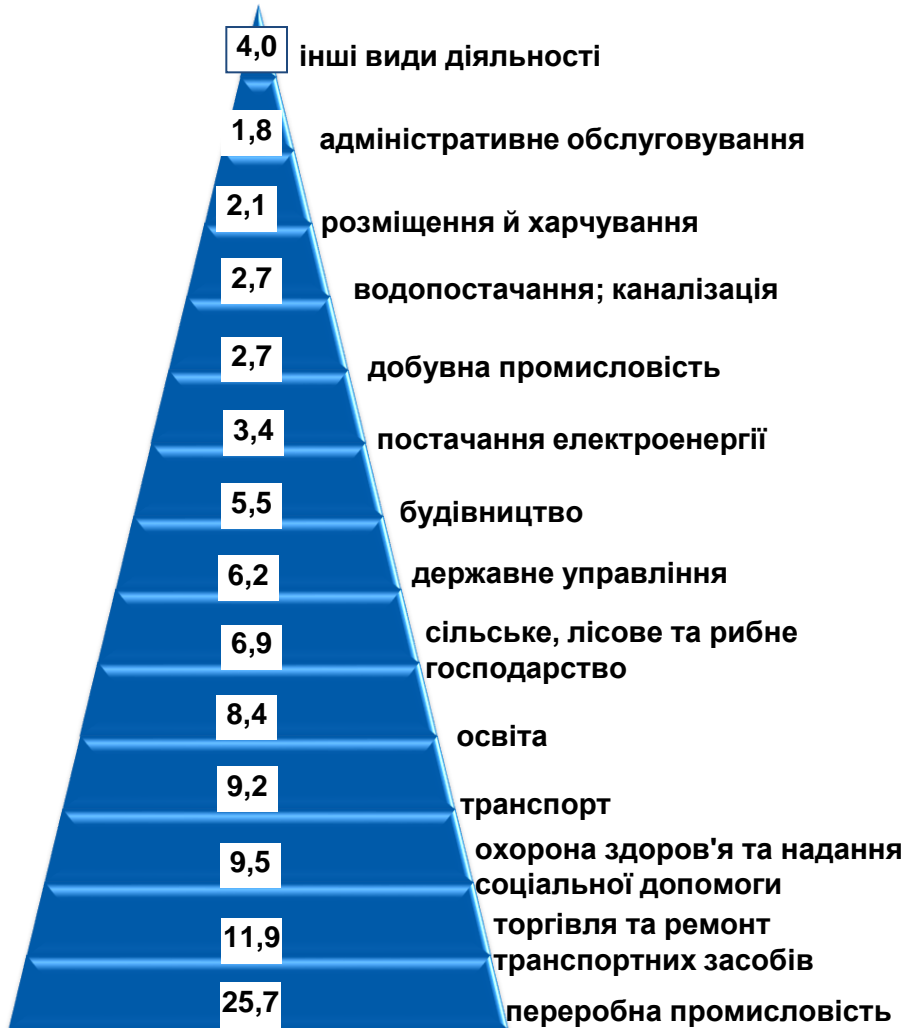 4,0 інші види діяльності
1,8 адміністративне обслуговування
2,1 розміщення й харчування
2,7 водопостачання; каналізація
2,7 добувна промисловість
3,4 постачання електроенергії
5,5 будівництво
6,2 державне управління
6,9 сільське, лісове та рибне
господарство
8,4 освіта
9,2 транспорт
9,5 охорона здоров'я та надання
соціальної допомоги
11,9 торгівля та ремонт
транспортних засобів
25,7 переробна промисловість